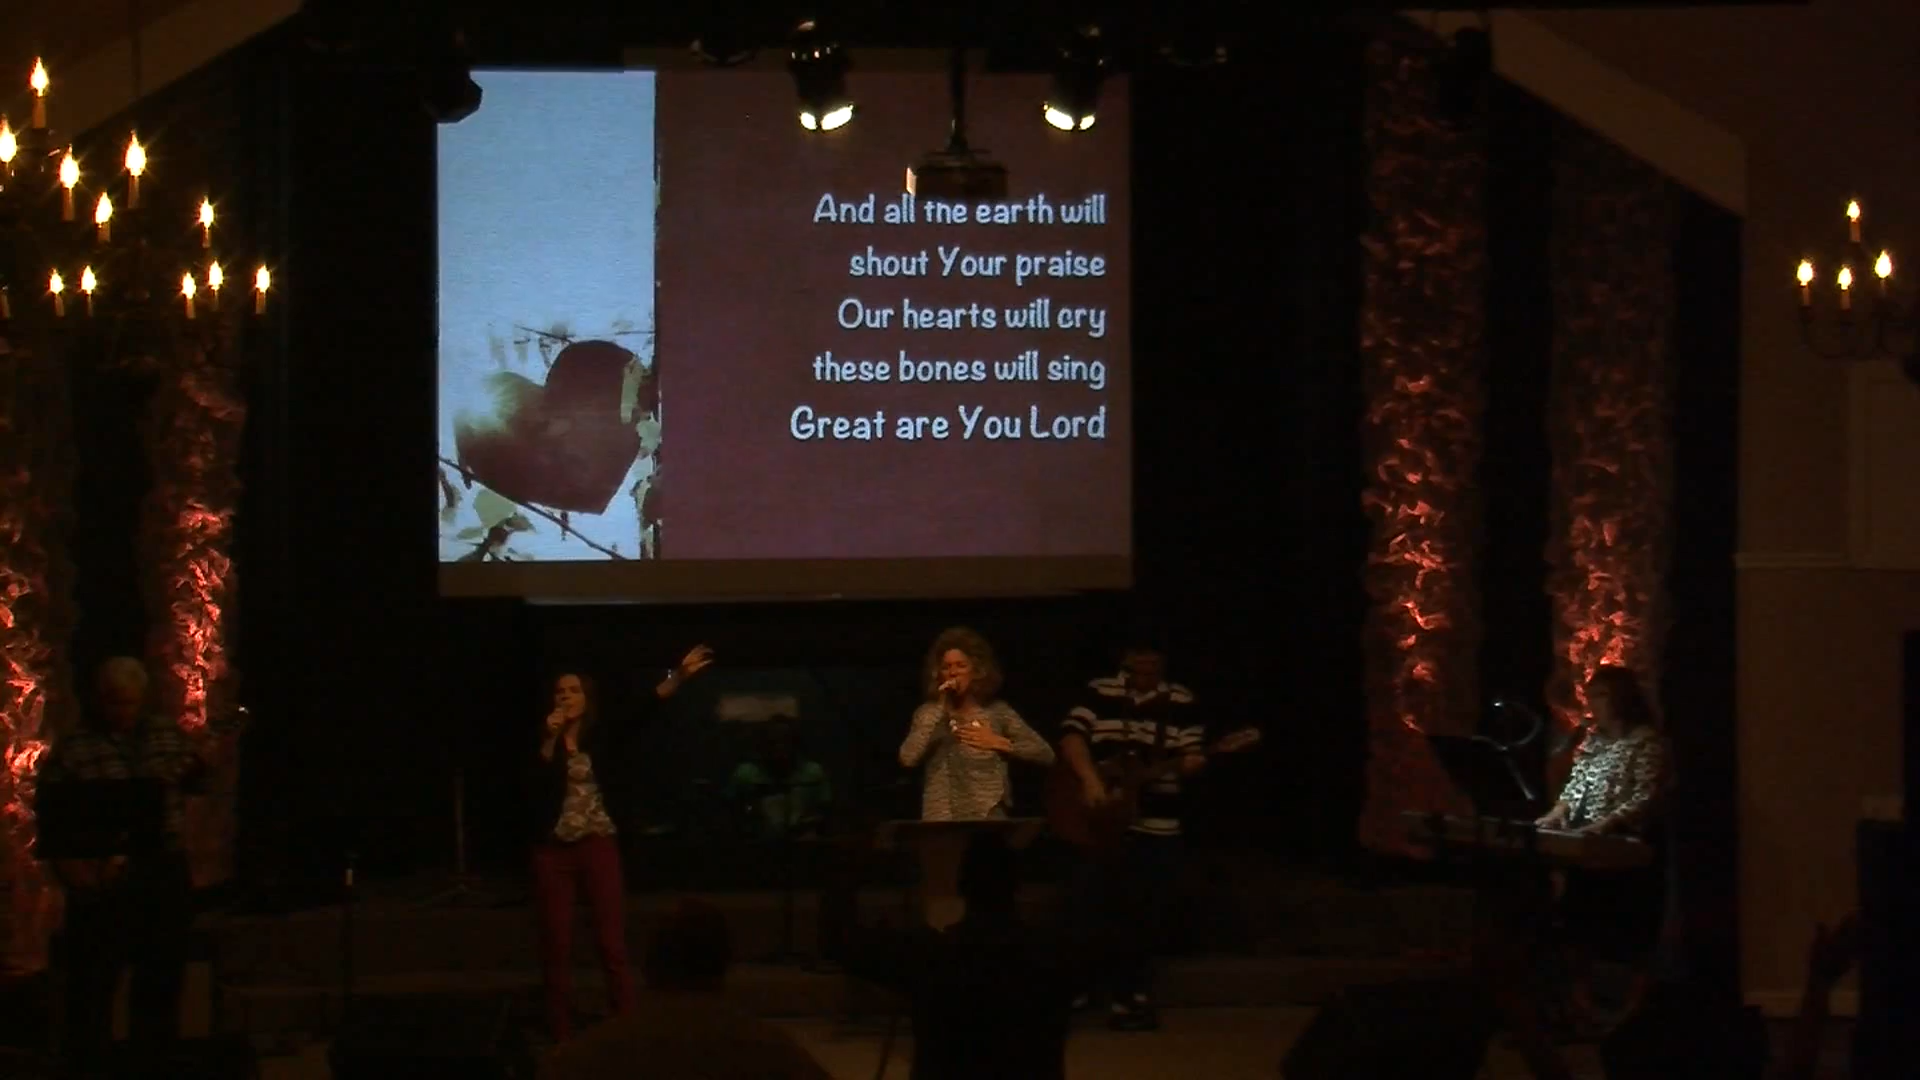 And all the earth will
shout Your praise
Our hearts will cry
these bones will sing
Great are You Lord